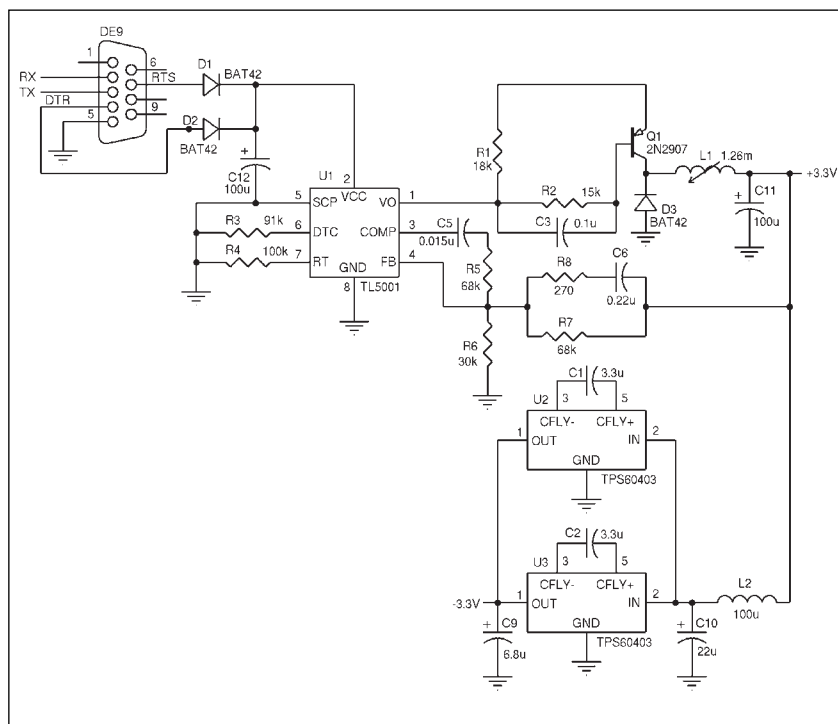 DE9
1
6
RX
RTS
TX
DTR
9
5
D1
BAT42
D2
BAT42
+
C12
100u
R1
18k
Q1
2N2907
L1
1.26m
+3.3V
D3
BAT42
+
C11
100u
R2
15k
C3
0.1u
U1
5
2
1
SCP
VCC
VO
R3
91k
6
DTC
COMP
3
R4
100k
7
RT
FB
4
GND
8
TL5001
C5
0.015u
R5
68k
R6
30k
R8
270
C6
0.22u
R7
68k
C1
3.3u
U2
3
5
1
CFLY-
CFLY+
2
OUT
IN
GND
TPS60403
C2
3.3u
U3
3
5
-3.3V
1
CFLY-
CFLY+
2
OUT
IN
GND
TPS60403
+
C9
6.8u
+
C10
22u
L2
100u